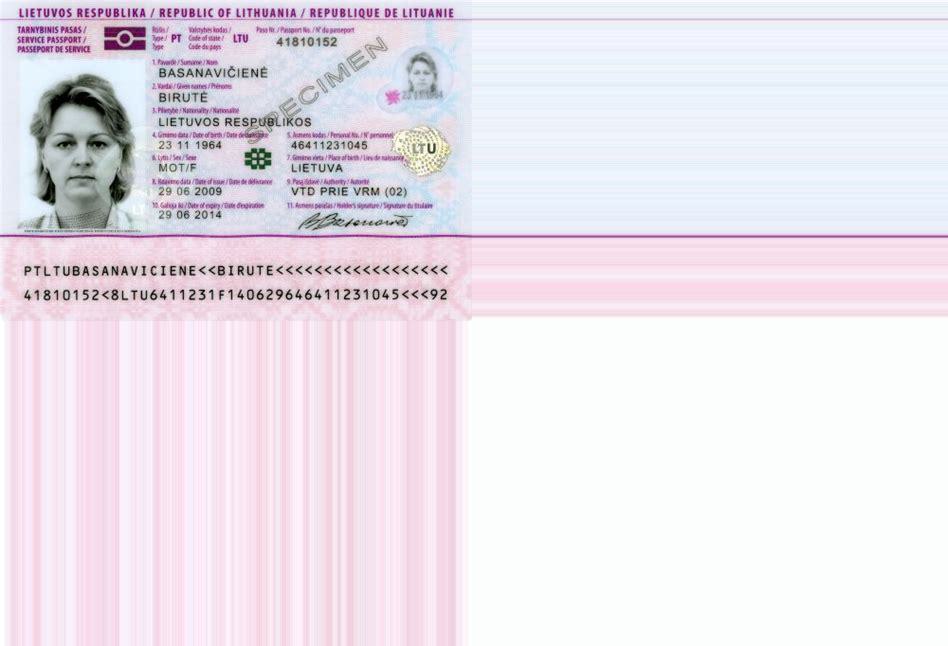 LIETUVOS RESPUBLIKA / REPUBLIC OF LITHUANIA / REPUBLIQUE DE LITUANIE
TARNYBINIS PASAS /
SERVICE PASSPORT /
PASSEPORT DE SERVICE
Rūšis /
Type / PT
Type
Valstybės kodas /
Code of state / LTU
Code du pays
Paso Nr. / Passport No. / N° du passeport
41810152
1. Pavardė / Surname / Nom
BASANAVIČIENĖ
2. Vardai / Given names / Prénoms
BIRUTĖ
3. Pilietybė / Nationality / Nationalité
LIETUVOS RESPUBLIKOS
4. Gimimo data / Date of birth / Date de naissance
23 11 1964
5. Asmens kodas / Personal No. / N° personnel
46411231045
6. Lytis / Sex / Sexe
MOT/F
7. Gimimo vieta / Place of birth / Lieu de naissance
LIETUVA
8. Išdavimo data / Date of issue / Date de délivrance
29 06 2009
9. Pasą išdavė / Authority / Autorité
VTD PRIE VRM (02)
10. Galioja iki / Date of expiry / Date d'expiration
29 06 2014
11. Asmens parašas / Holder's signature / Signature du titulaire
SPECIMEN
LTU
PTLTUBASANAVICIENE<<BIRUTE<<<<<<<<<<<<<<<<<<
41810152<8LTU6411231F140629646411231045<<<92